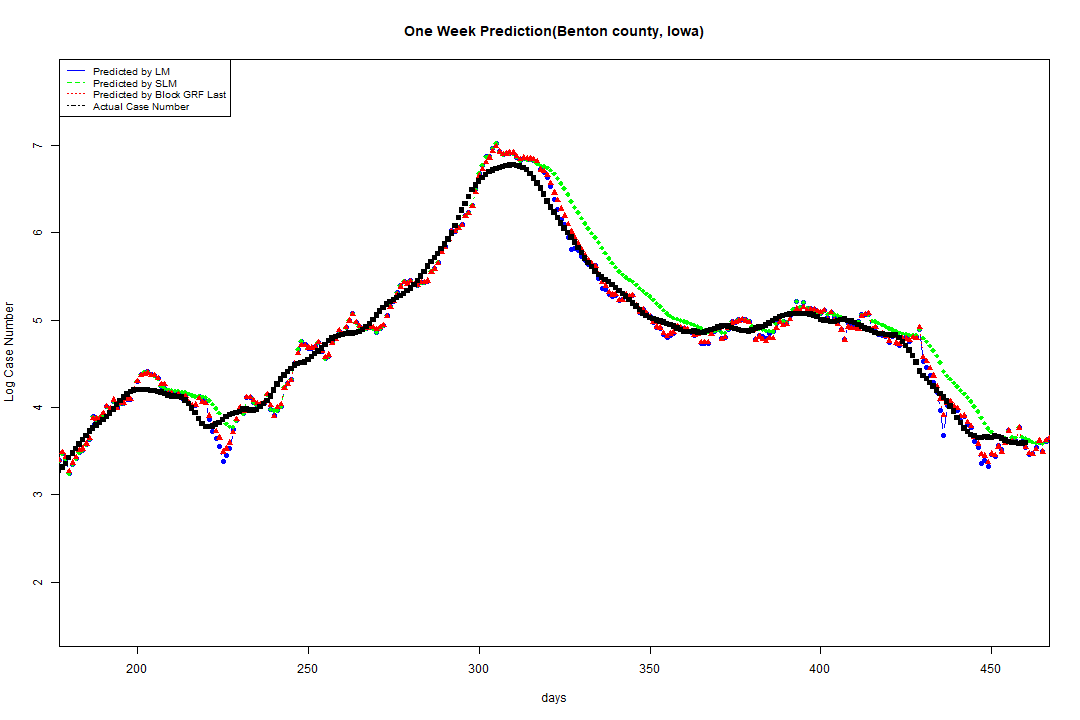 One Week Prediction(Benton county, Iowa)
Predicted by LM
Predicted by SLM
Predicted by Block GRF Last
Actual Case Number
7
6
5
4
3
2
Log Case Number
200 250 300 350 400 450
days